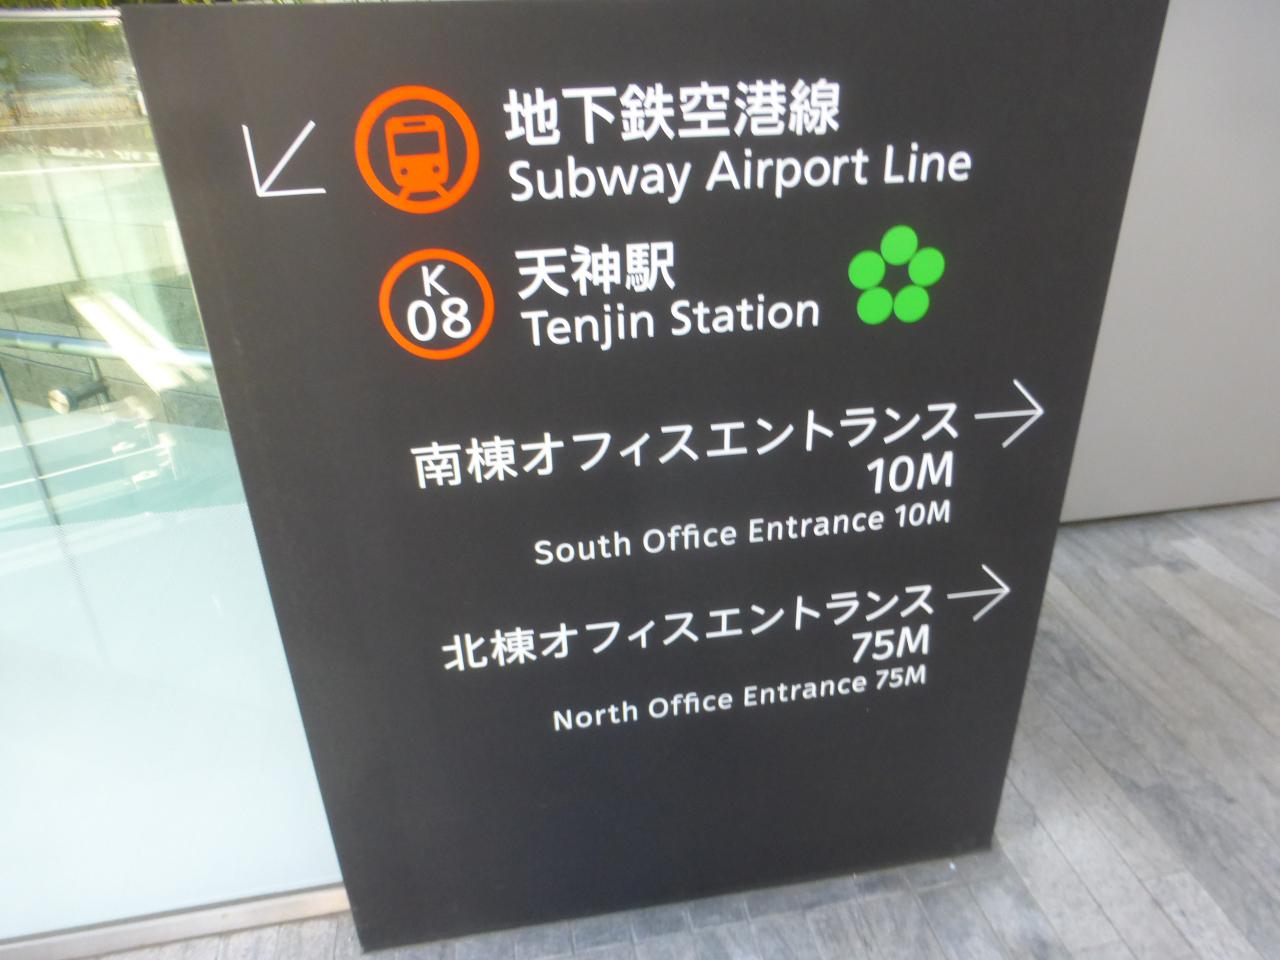 地下鉄空港線
Subway Airport Line
K
08
天神駅
Tenjin Station
南棟オフィスエントランス
10M
South Office Entrance 10M
北棟オフィスエントランス
75M
North Office Entrance 75M